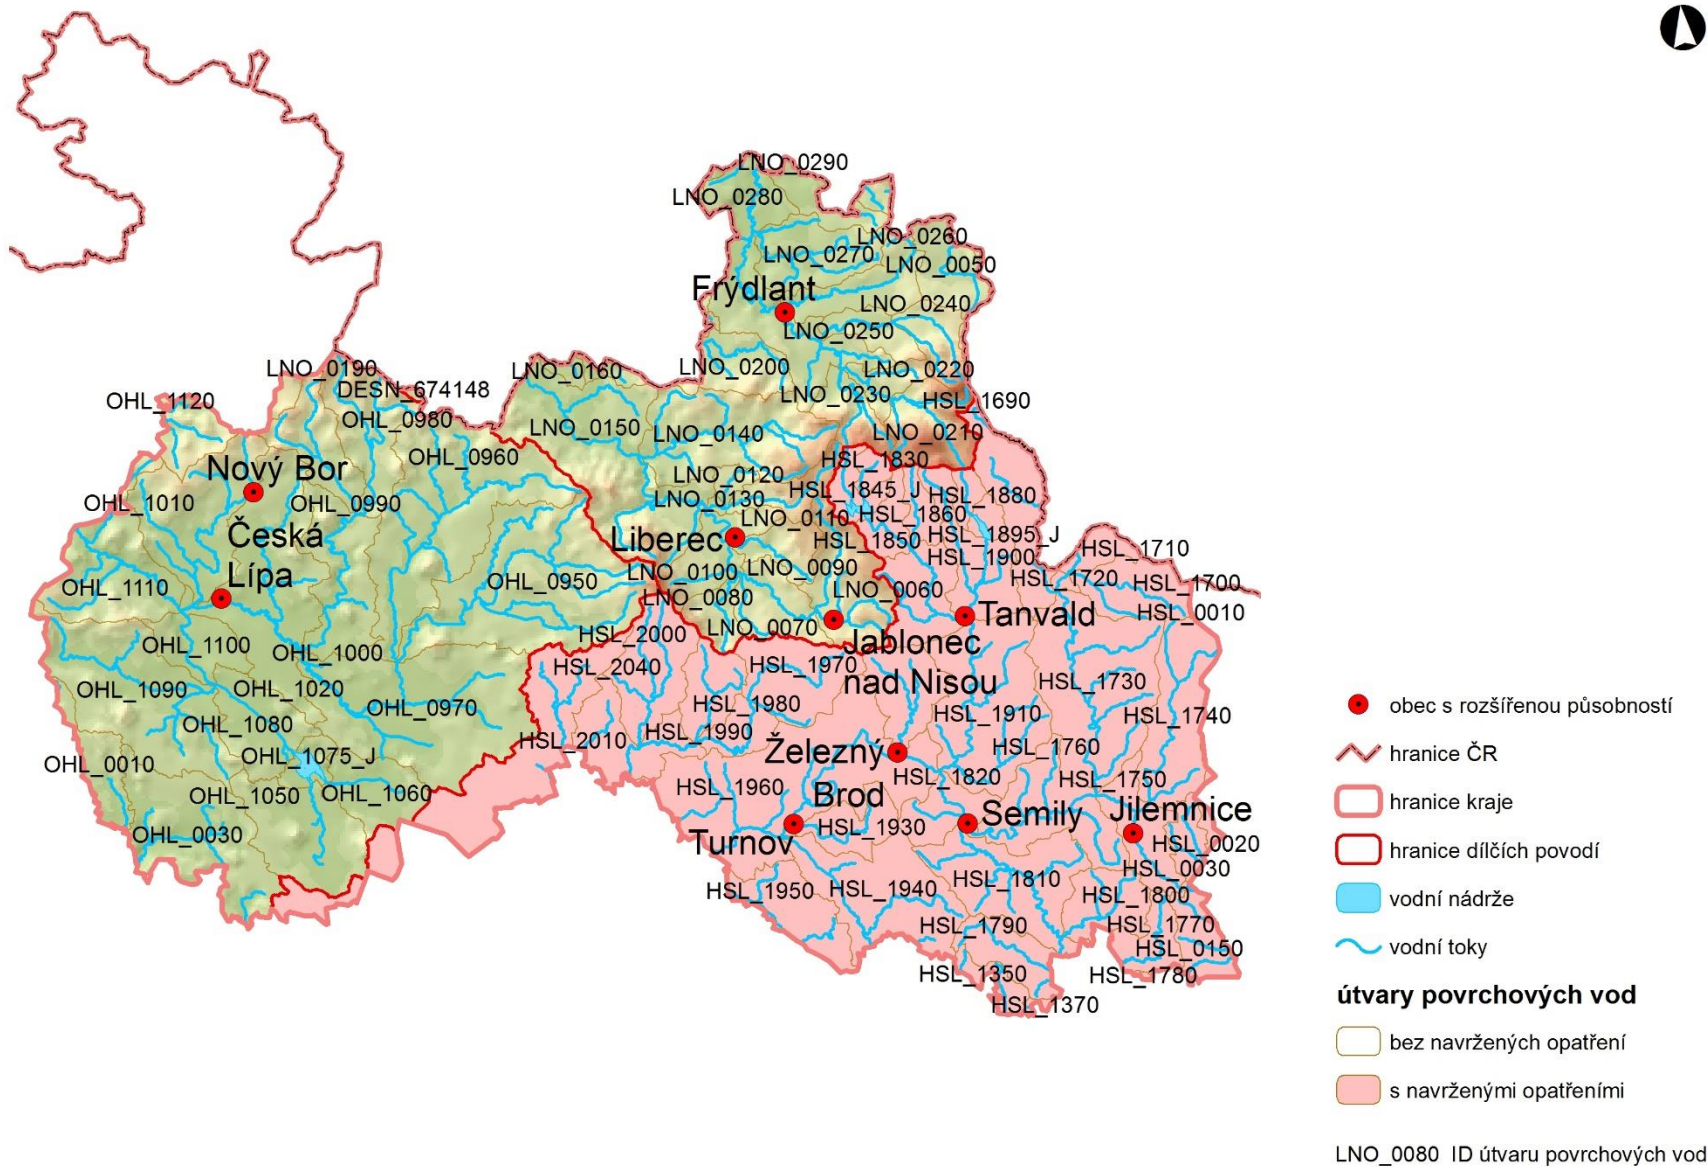 LNO_0290
LNO_0280
LNO_0260
LNO_0270
LNO_0050
Frýdlant
LNO_0240
LNO_0250
LNO_0190
LNO_0160
LNO_0200
LNO_0220
DESN_674148
OHL_1120
LNO_0230
HSL_1690
OHL_0980
LNO_0150
LNO_0140
LNO_0210
OHL_0960
HSL_1830
Nový Bor
LNO_0120
HSL_1845_J
HSL_1880
OHL_1010
OHL_0990
LNO_0130
LNO_0110
HSL_1860
Česká
Lípa
Liberec
HSL_1850
HSL_1895_J
HSL_1900
HSL_1710
LNO_0100
LNO_0090
HSL_1720
HSL_1700
OHL_1110
OHL_0950
LNO_0080
LNO_0060
HSL_0010
LNO_0070
Tanvald
HSL_2000
OHL_1100
OHL_1000
HSL_2040
HSL_1970
Jablonec
nad Nisou
HSL_1730
OHL_1090
OHL_1020
OHL_0970
HSL_1980
HSL_1910
HSL_1740
OHL_1080
HSL_2010
HSL_1990
HSL_1760
OHL_0010
OHL_1075_J
Železný
Brod
HSL_1820
HSL_1750
OHL_1050
OHL_1060
HSL_1960
Semily
Jilemnice
OHL_0030
Turnov
HSL_1930
HSL_0020
HSL_0030
HSL_1950
HSL_1940
HSL_1810
HSL_1800
HSL_1790
HSL_1770
HSL_0150
HSL_1350
HSL_1780
HSL_1370
obec s rozšířenou působností
hranice ČR
hranice kraje
hranice dílčích povodí
vodní nádrže
vodní toky
útvary povrchových vod
bez navržených opatření
s navrženými opatřeními
LNO_0080 ID útvaru povrchových vod